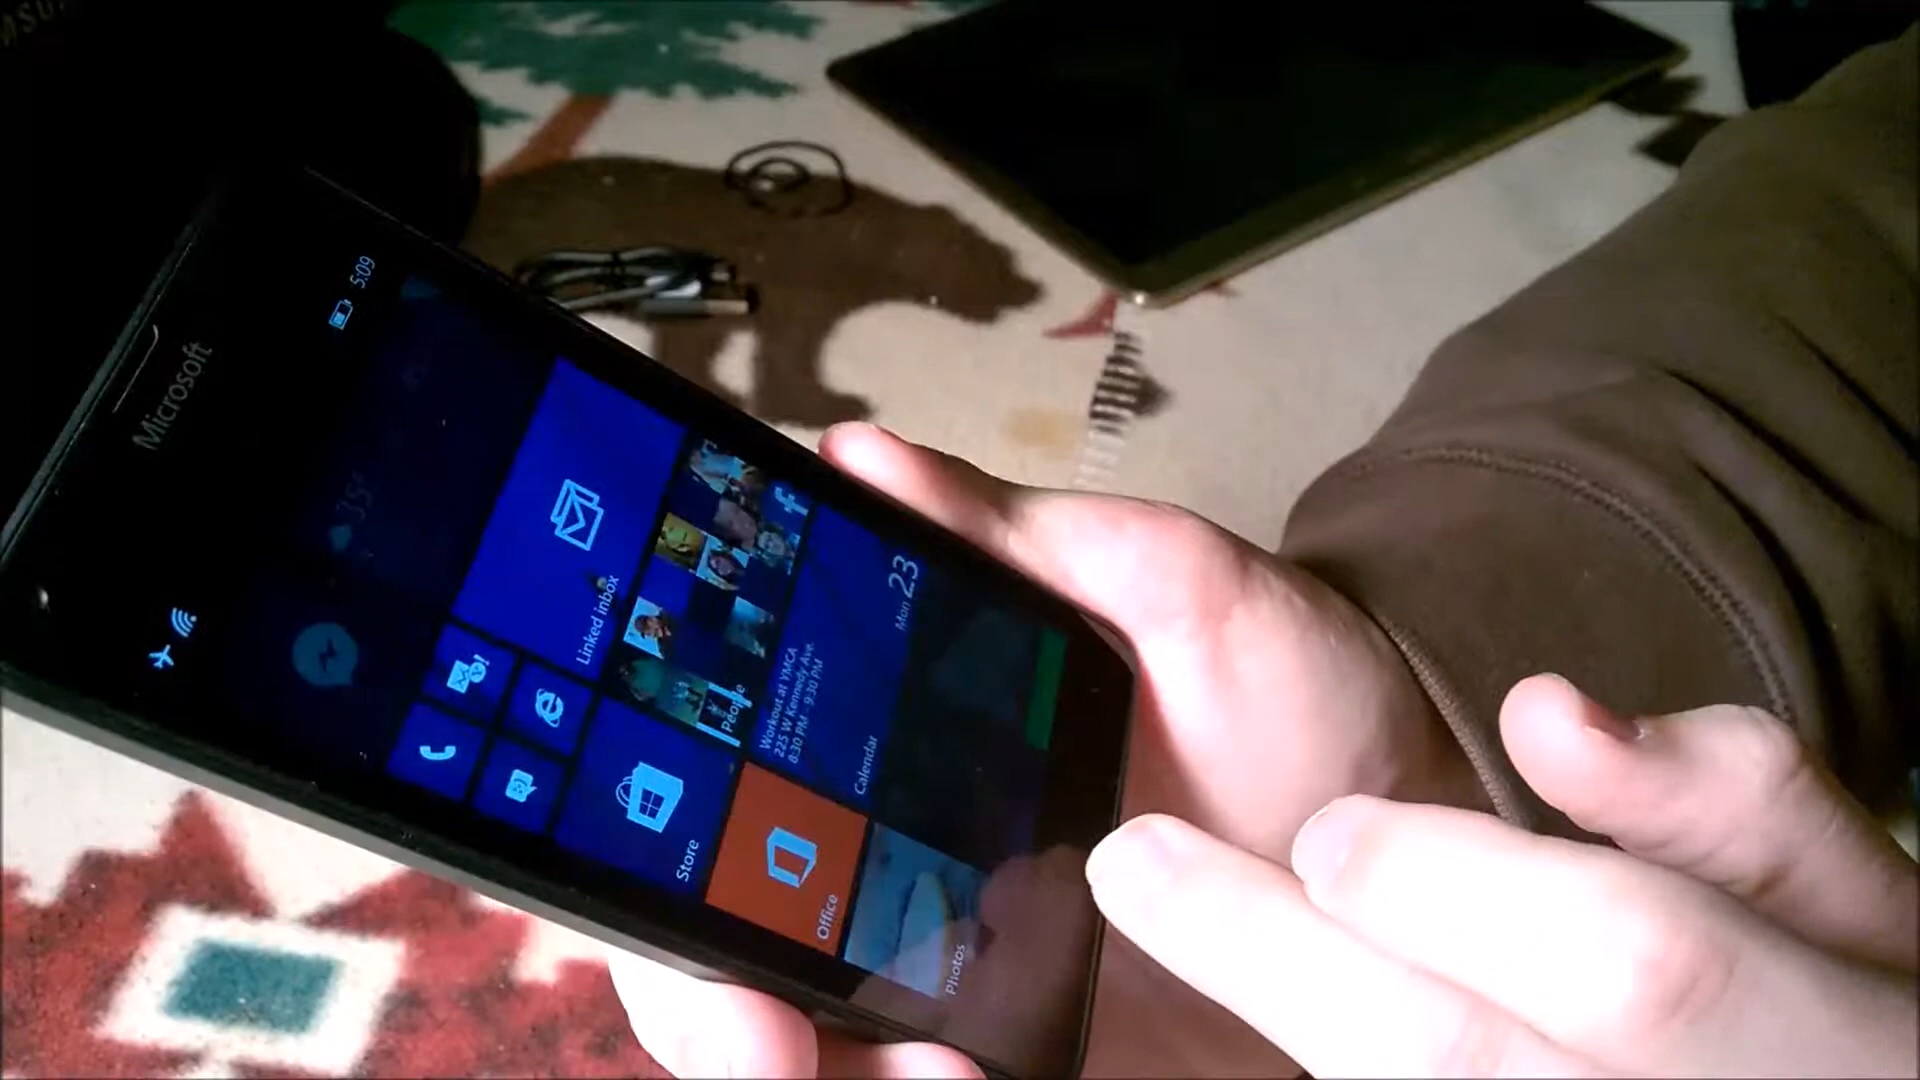 Microsoft
5:09
35°
Linked inbox
People
Workout at YMCA
225 W Kennedy Ave.
8:30 PM - 9:30 PM
Mon 23
Calendar
Store
Office
Photos